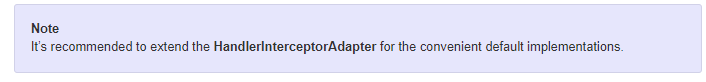 Note
It's recommended to extend the HandlerInterceptorAdapter for the convenient default implementations.